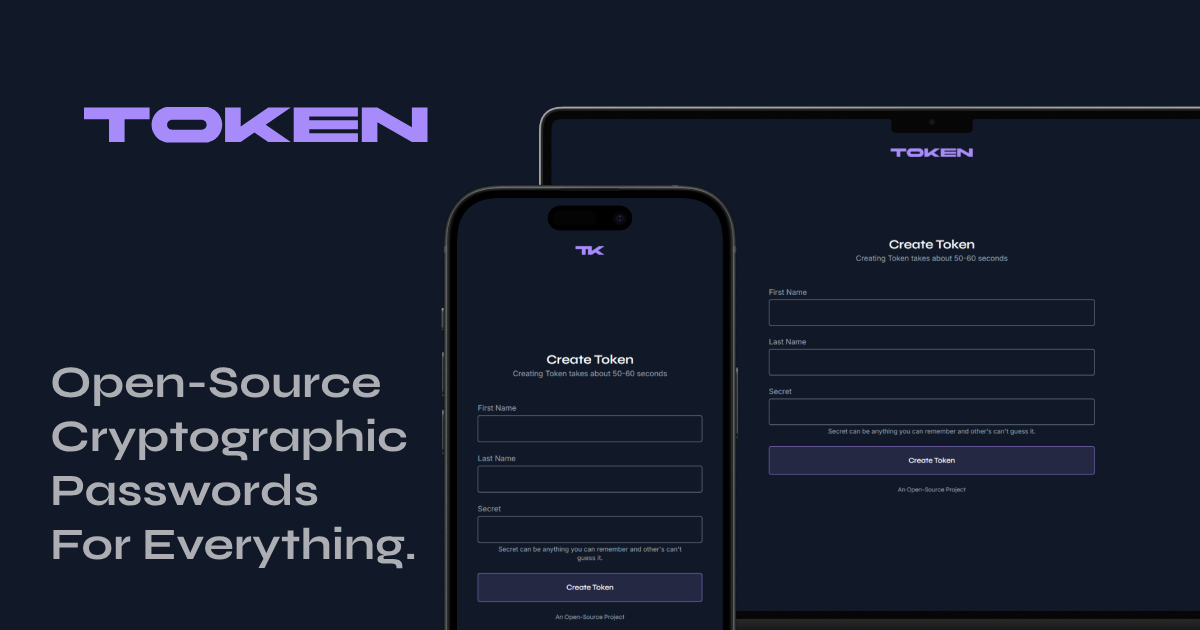 TOKEN
Open-Source
Cryptographic
Passwords
For Everything.
TK
Create Token
Creating Token takes about 50-60 seconds
First Name
Last Name
Secret
Secret can be anything you can remember and other's can't
guess it.
Create Token
An Open-Source Project
TOKEN
Create Token
Creating Token takes about 50-60 seconds
First Name
Last Name
Secret
Secret can be anything you can remember and other's can't guess it.
Create Token
An Open-Source Project